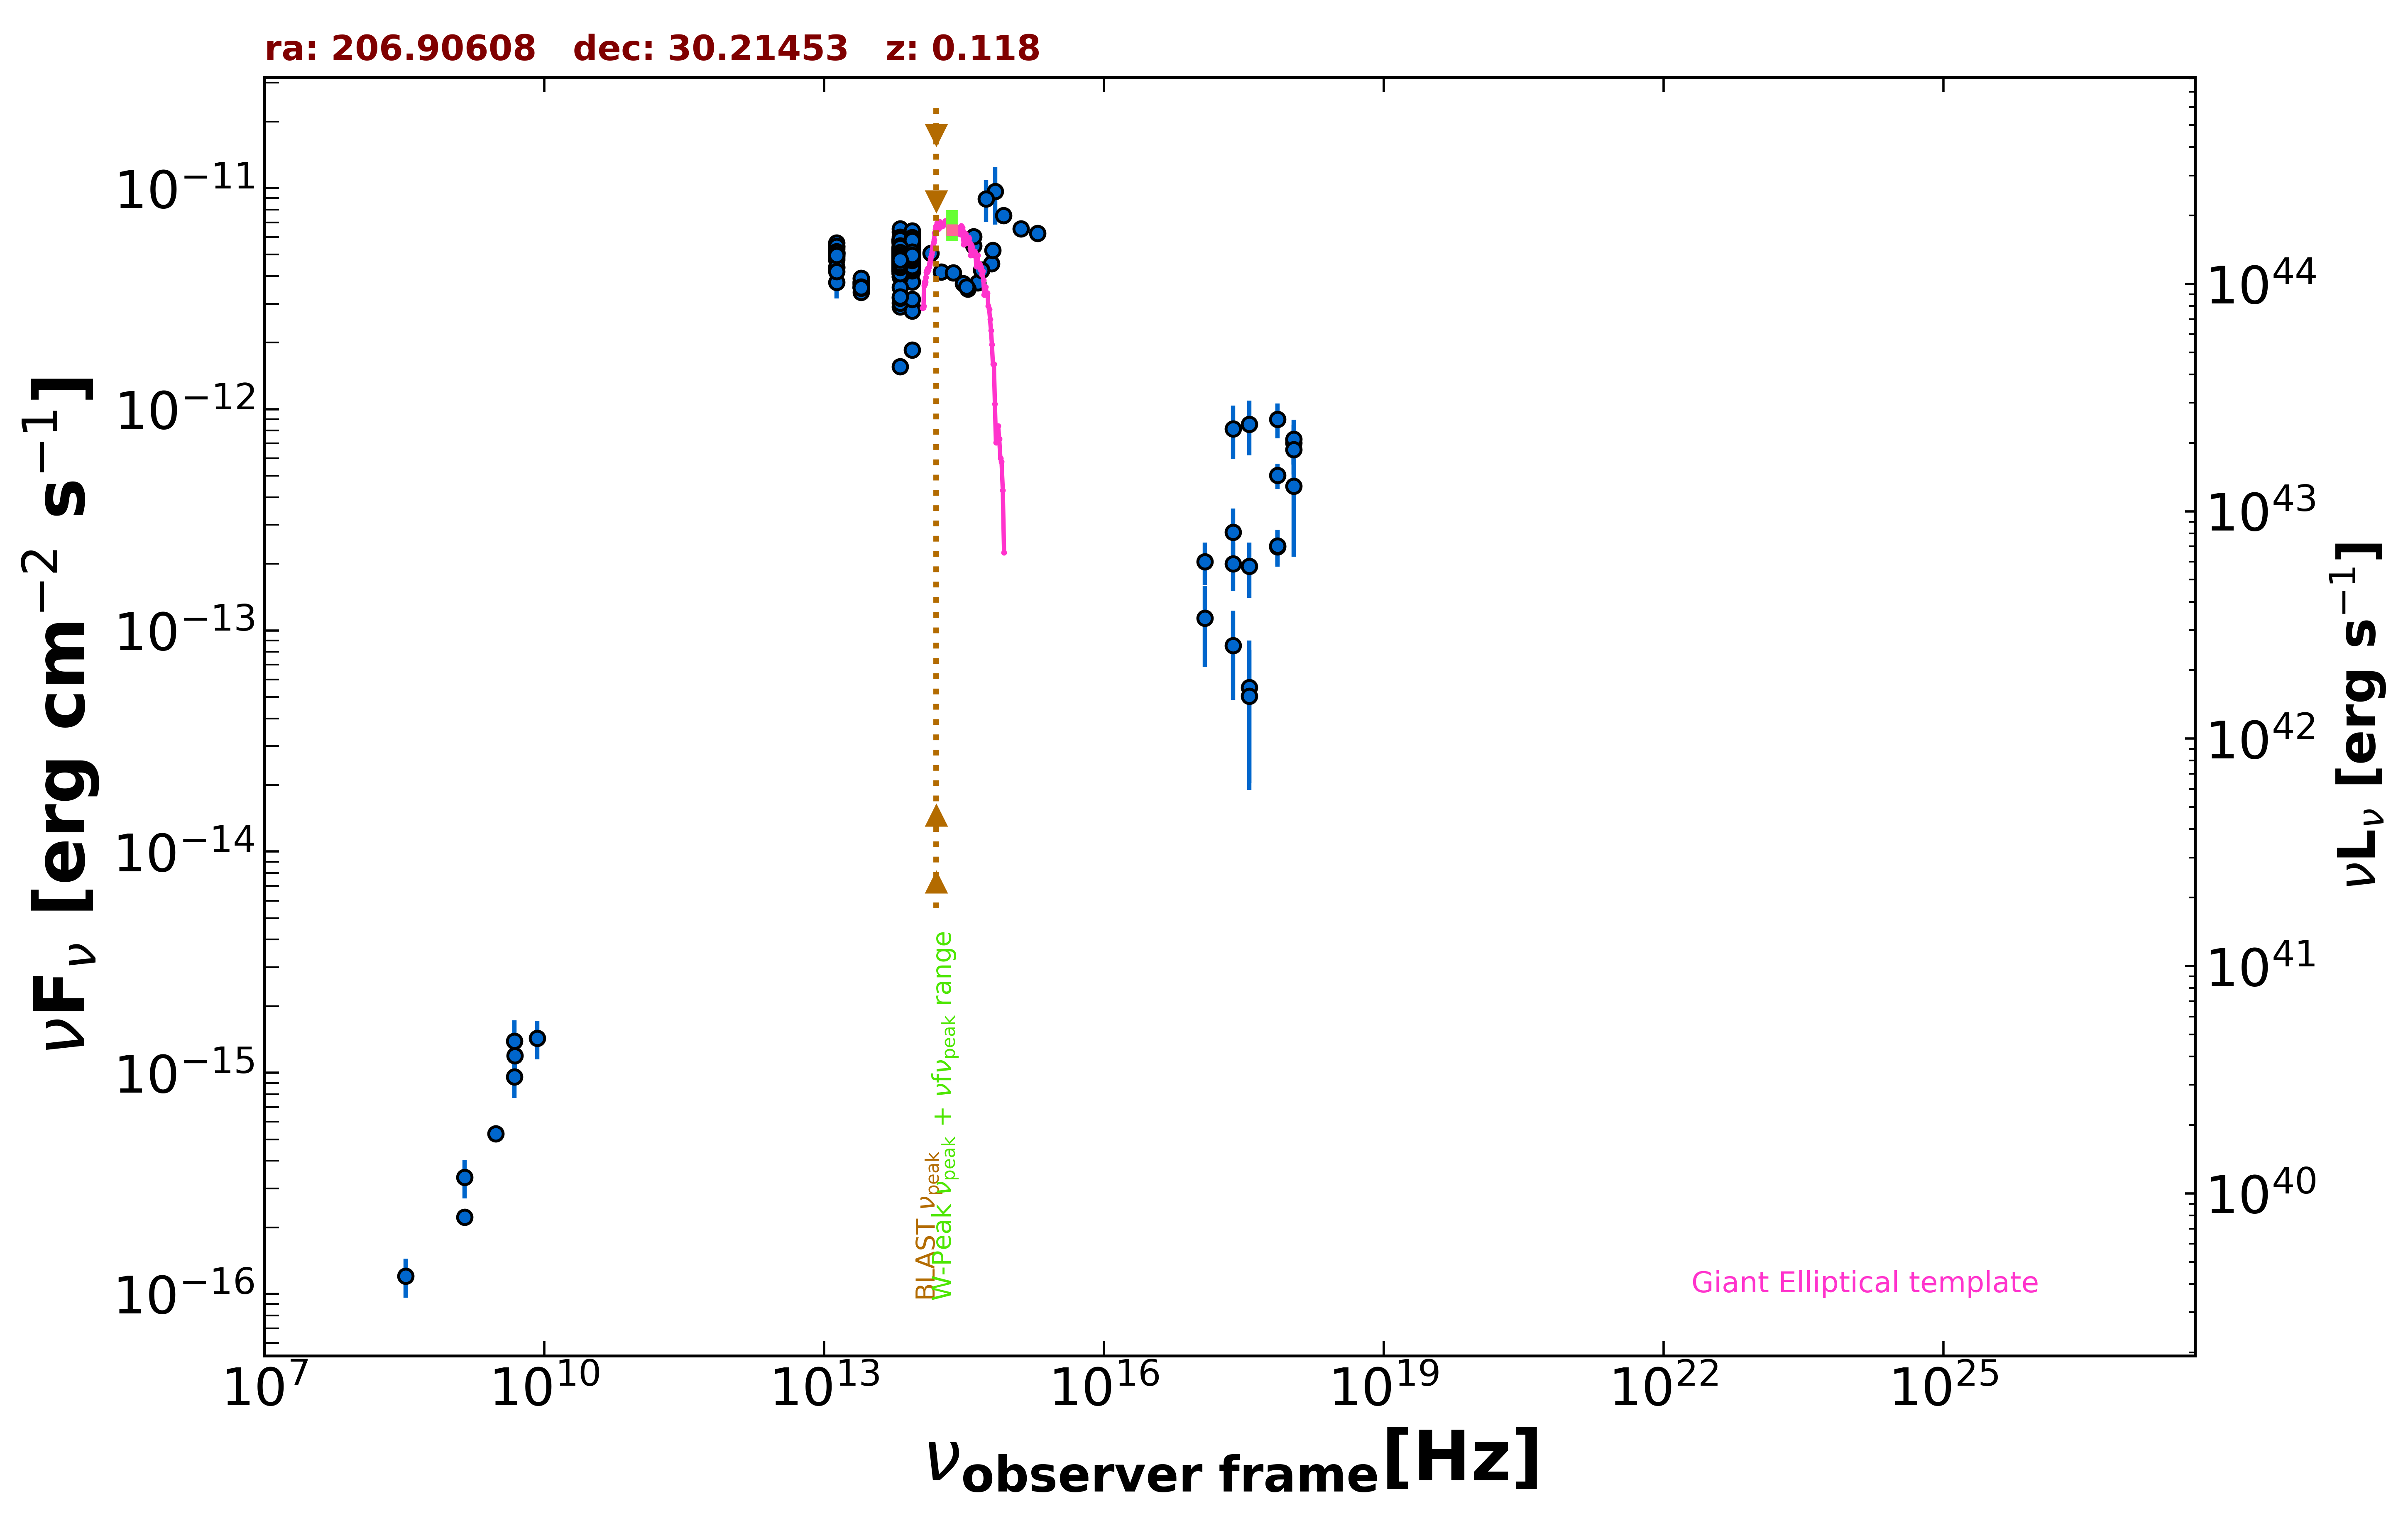 ra: 206.90608   dec: 30.21453   z: 0.118
νFν [erg cm−2 s−1]
10−11
10−12
10−13
10−14
10−15
10−16
1044
1043
1042
1041
1040
νLν [erg s−1]
BLAST νpeak
W-Peak νpeak + νfνpeak range
Giant Elliptical template
107 1010 1013 1016 1019 1022 1025
νobserver frame[Hz]